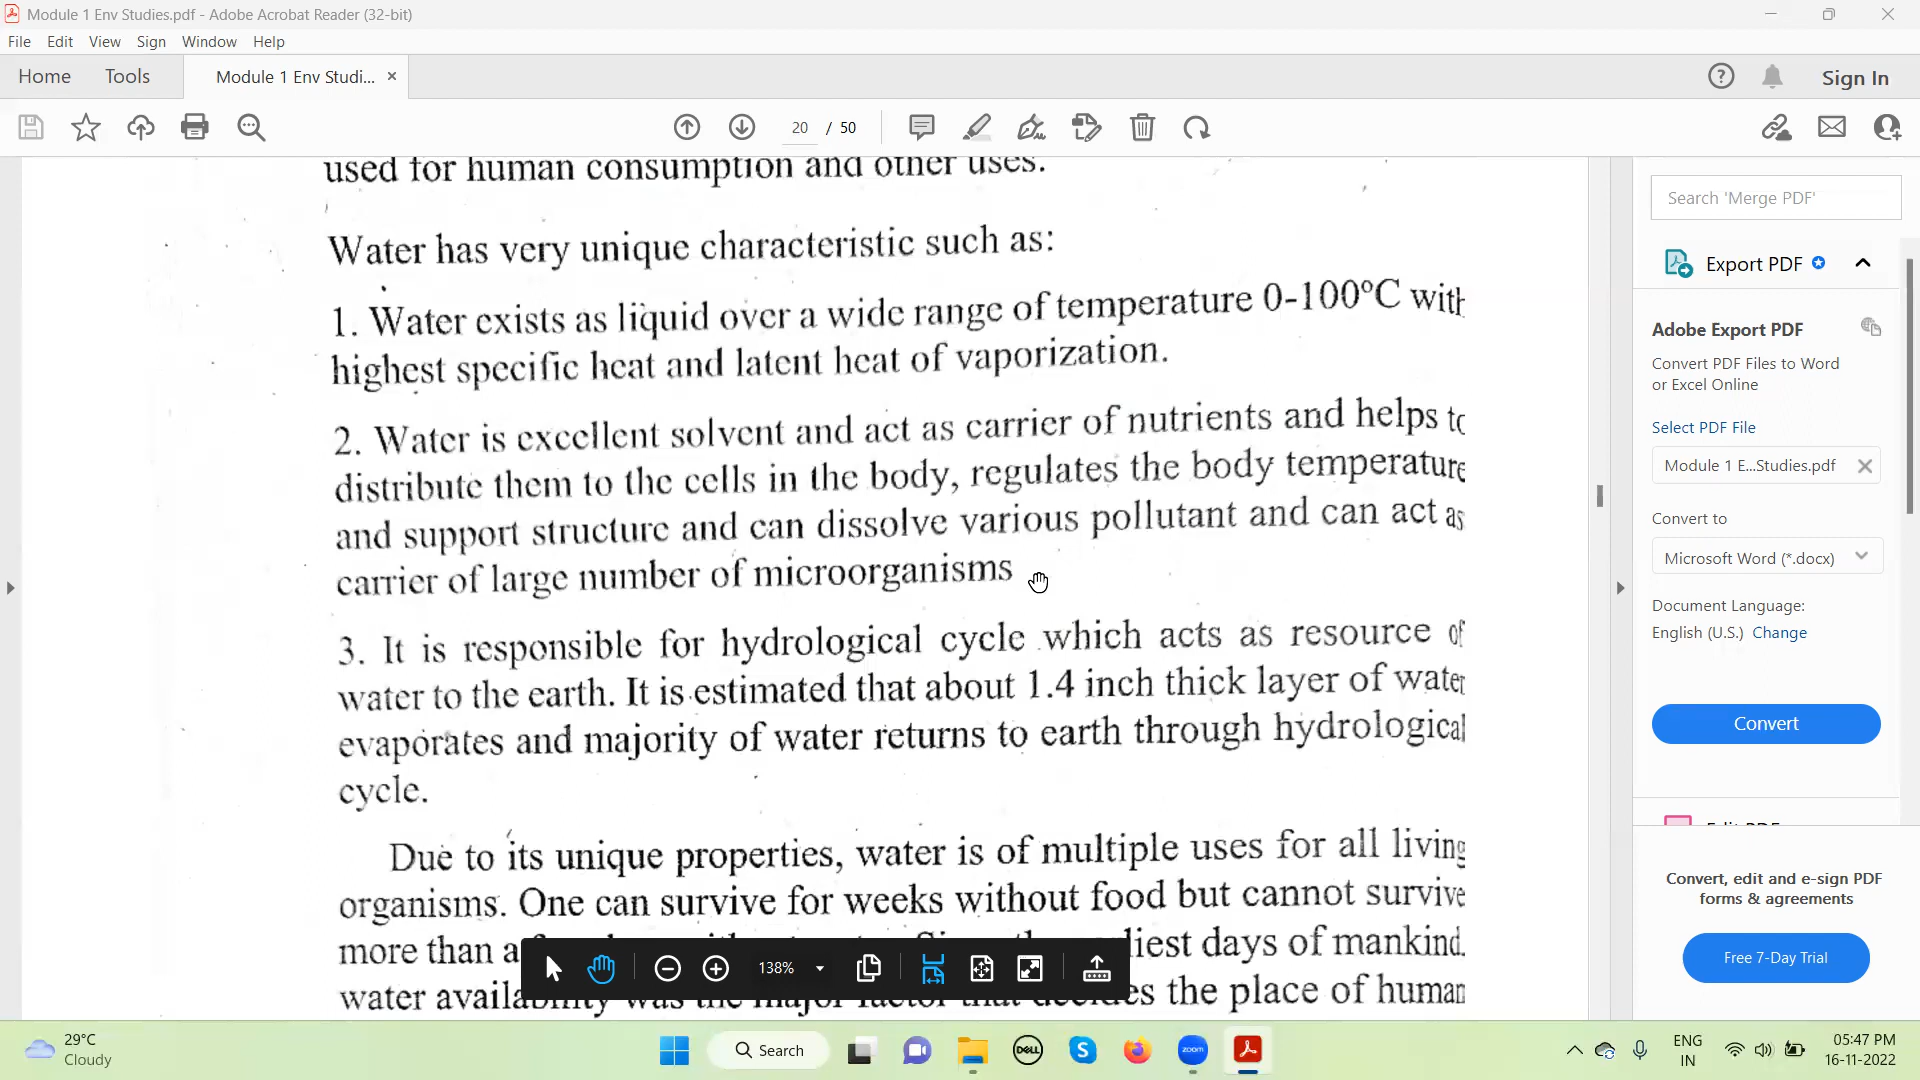 Module 1 Env Studies.pdf - Adobe Acrobat Reader (32-bit)
File Edit View Sign Window Help
Home Tools Module 1 Env Studi... × Sign In
20 / 50
used for human consumption and other uses.
Water has very unique characteristic such as:
1. Water exists as liquid over a wide range of temperature 0-100°C with
highest specific heat and latent heat of vaporization.
2. Water is excellent solvent and act as carrier of nutrients and helps to
distribute them to the cells in the body, regulates the body temperature
and support structure and can dissolve various pollutant and can act as
carrier of large number of microorganisms
3. It is responsible for hydrological cycle which acts as resource of
water to the earth. It is estimated that about 1.4 inch thick layer of water
evaporates and majority of water returns to earth through hydrological
cycle.
Due to its unique properties, water is of multiple uses for all living
organisms. One can survive for weeks without food but cannot survive
more than a liest days of mankind.
water the place of human
138%
Search 'Merge PDF'
Export PDF
Adobe Export PDF
Convert PDF Files to Word
or Excel Online
Select PDF File
Module 1 E...Studies.pdf
Convert to
Microsoft Word (*.docx)
Document Language:
English (U.S.) Change
Convert
Convert, edit and e-sign PDF
forms & agreements
Free 7-Day Trial
29°C
Cloudy
Search
DELL
zoom
ENG
IN
05:47 PM
16-11-2022